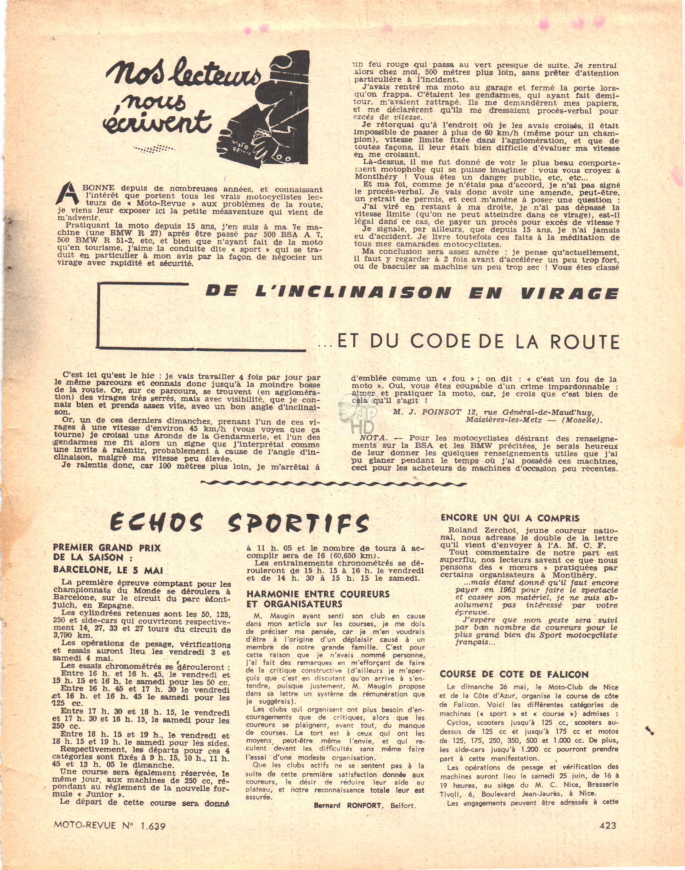 nos lecteurs
nous
écrivent
ABONNE depuis de nombreuses années, et connaissant
l'intérêt que portent tous les vrais motocyclistes lec-
teurs de « Moto-Revue » aux problèmes de la route,
je viens leur exposer ici la petite mésaventure qui vient de
m'advenir.
Pratiquant la moto depuis 15 ans, j'en suis à ma 7e ma-
chine (une BMW R 27) après être passé par 500 BSA A 7,
500 BMW R 51-2, etc, et bien que n'ayant fait de la moto
qu'en tourisme, j'aime la conduite dite « sport » qui se tra-
duit en particulier à mon avis par la façon de négocier un
virage avec rapidité et sécurité.
un feu rouge qui passa au vert presque de suite. Je rentrai
alors chez moi, 500 mètres plus loin, sans prêter d'attention
particulière à l'incident.
J'avais rentré ma moto au garage et fermé la porte lors-
qu'on frappa. C'étaient les gendarmes, qui ayant fait demi-
tour, m'avaient rattrapé. Ils me demandèrent mes papiers,
et me déclarèrent qu'ils me dressaient procès-verbal pour
excés de vitesse.
Je rétorquai qu'à l'endroit où je les avais croisés, il était
impossible de passer à plus de 60 km/h (même pour un cham-
pion), vitesse limite fixée dans l'agglomération, et que de
toutes façons, il leur était bien difficile d'évaluer ma vitesse
en me croisant.
Là-dessus, il me fut donné de voir le plus beau comporte-
ment motophobe qui se puisse imaginer : vous vous croyez à
Montlhéry ! Vous êtes un danger public, etc, etc...
Et ma foi, comme je n'étais pas d'accord, je n'ai pas signé
le procès-verbal. Je vais donc avoir une amende, peut-être,
un retrait de permis, et ceci m'amène à poser une question :
J'ai viré en restant à ma droite, je n'ai pas dépassé la
vitesse limite (qu'on ne peut atteindre dans ce virage), est-il
légal dans ce cas, de payer un procès pour excès de vitesse ?
Je signale, par ailleurs, que depuis 15 ans, je n'ai jamais
eu d'accident. Je livre toutefois ces faits à la méditation de
tous mes camarades motocyclistes.
Ma conclusion sera assez amère : je pense qu'actuellement,
il faut y regarder à 2 fois avant d'accélérer un peu trop fort,
ou de basculer sa machine un peu trop sec ! Vous êtes classé
DE L'INCLINAISON EN VIRAGE
...ET DU CODE DE LA ROUTE
C'est ici qu'est le hic : je vais travailler 4 fois par jour par
le même parcours et connais donc jusqu'à la moindre bosse
de la route. Or, sur ce parcours, se trouvent (en aggloméra-
tion) des virages très serrés, mais avec visibilité, que je con-
nais bien et prends assez vite, avec un bon angle d'inclinai-
son.
Or, un de ces derniers dimanches, prenant l'un de ces vi-
rages à une vitesse d'environ 45 km/h (vous voyez que ça
tourne) je croisai une Aronde de la Gendarmerie, et l'un des
gendarmes me fit alors un signe que j'interprétai comme
une invite à ralentir, probablement à cause de l'angle d'in-
clinaison, malgré ma vitesse peu élevée.
Je ralentis donc, car 100 mètres plus loin, je m'arrêtai à
d'emblée comme un « fou » ; on dit : « c'est un fou de la
moto ». Oui, vous êtes coupable d'un crime impardonnable :
aimer et pratiquer la moto, car, je crois que c'est bien de
cela qu'il s'agit !
M. J. POINSOT 12, rue Général-de-Maud'huy,
Maizières-les-Metz — (Moselle).
NOTA. — Pour les motocyclistes désirant des renseigne-
ments sur la BSA et les BMW précitées, je serais heureux
de leur donner les quelques renseignements utiles que j'ai
pu glaner pendant le temps où j'ai possédé ces machines,
ceci pour les acheteurs de machines d'occasion peu récentes.
ECHOS SPORTIFS
PREMIER GRAND PRIX
DE LA SAISON :
BARCELONE, LE 5 MAI
La première épreuve comptant pour les
championnats du Monde se déroulera à
Barcelone, sur le circuit du parc Mont-
juich, en Espagne.
Les cylindrées retenues sont les 50, 125,
250 et side-cars qui couvriront respective-
ment 14, 27, 33 et 27 tours du circuit de
3,790 km.
Les opérations de pesage, vérifications
et essais auront lieu les vendredi 3 et
samedi 4 mai.
Les essais chronométrés se dérouleront :
Entre 16 h. et 16 h. 45, le vendredi et
15 h. 15 et 16 h. le samedi pour les 50 cc.
Entre 16 h. 45 et 17 h. 30 le vendredi
et 16 h. et 16 h. 45 le samedi pour les
125 cc.
Entre 17 h. 30 et 18 h. 15, le vendredi
et 17 h. 30 et 18 h. 15, le samedi pour les
250 cc.
Entre 18 h. 15 et 19 h., le vendredi et
18 h. 15 et 19 h. le samedi pour les sides.
Respectivement, les départs pour ces 4
catégories sont fixés à 9 h. 15, 10 h., 11 h.
45 et 13 h. 05 le dimanche.
Une course sera également réservée, le
même jour, aux machines de 250 cc, ré-
pondant au règlement de la nouvelle for-
mule « Junior ».
Le départ de cette course sera donné
à 11 h. 05 et le nombre de tours à ac-
complir sera de 16 (60,650 km).
Les entrainements chronométrés se dé-
rouleront de 15 h. 15 à 16 h. le vendredi
et de 14 h. 30 à 15 h. 15 le samedi.
HARMONIE ENTRE COUREURS
ET ORGANISATEURS
M. Maugin ayant senti son club en cause
dans mon article sur les courses, je me dois
de préciser ma pensée, car je m'en voudrais
d'être à l'origine d'un déplaisir causé à un
membre de notre grande famille. C'est pour
cette raison que je n'avais nommé personne,
j'ai fait des remarques en m'efforçant de faire
de la critique constructive (d'ailleurs je m'aper-
çois que c'est en discutant qu'on arrive à s'en-
tendre, puisque justement, M. Maugin propose
dans sa lettre un système de rémunération que
je suggérais).
Les clubs qui organisent ont plus besoin d'en-
couragements que de critiques, alors que les
coureurs se plaignent, avant tout, du manque
de courses. Le tort est à ceux qui ont les
moyens, peut-être même l'envie, et qui re-
culent devant les difficultés sans même faire
l'essai d'une modeste organisation.
Que les clubs actifs ne se sentent pas à la
suite de cette première satisfaction donnée aux
coureurs, le désir de réduire leur aide au
plateau, et notre reconnaissance totale leur est
assurée.
Bernard RONFORT, Belfort.
ENCORE UN QUI A COMPRIS
Roland Zerchot, jeune coureur natio-
nal, nous adresse le double de la lettre
qu'il vient d'envoyer à l'A. M. C. F.
Tout commentaire de notre part est
superflu, nos lecteurs savent ce que nous
pensons des « mœurs » pratiquées par
certains organisateurs à Montlhéry.
...mais étant donné qu'il faut encore
payer en 1963 pour faire le spectacle
et casser son matériel, je ne suis ab-
solument pas intéressé par votre
épreuve.
J'espère que mon geste sera suivi
par bon nombre de coureurs pour le
plus grand bien du Sport motocycliste
français...
COURSE DE COTE DE FALICON
Le dimanche 26 mai, le Moto-Club de Nice
et de la Côte d'Azur, organise la course de côte
de Falicon. Voici les différentes catégories de
machines (« sport » et « course ») admises :
Cyclos, scooters jusqu'à 125 cc, scooters au-
dessus de 125 cc et jusqu'à 175 cc et motos
de 125, 175, 250, 350, 500 et 1.000 cc. De plus,
les side-cars jusqu'à 1.200 cc pourront prendre
part à cette manifestation.
Les opérations de pesage et vérification des
machines auront lieu le samedi 25 juin, de 16 à
19 heures, au siège du M. C. Nice, Brasserie
Tivoli, 6, Boulevard Jean-Jaurès, à Nice.
Les engagements peuvent être adressés à cette
MOTO-REVUE N° 1.639
423